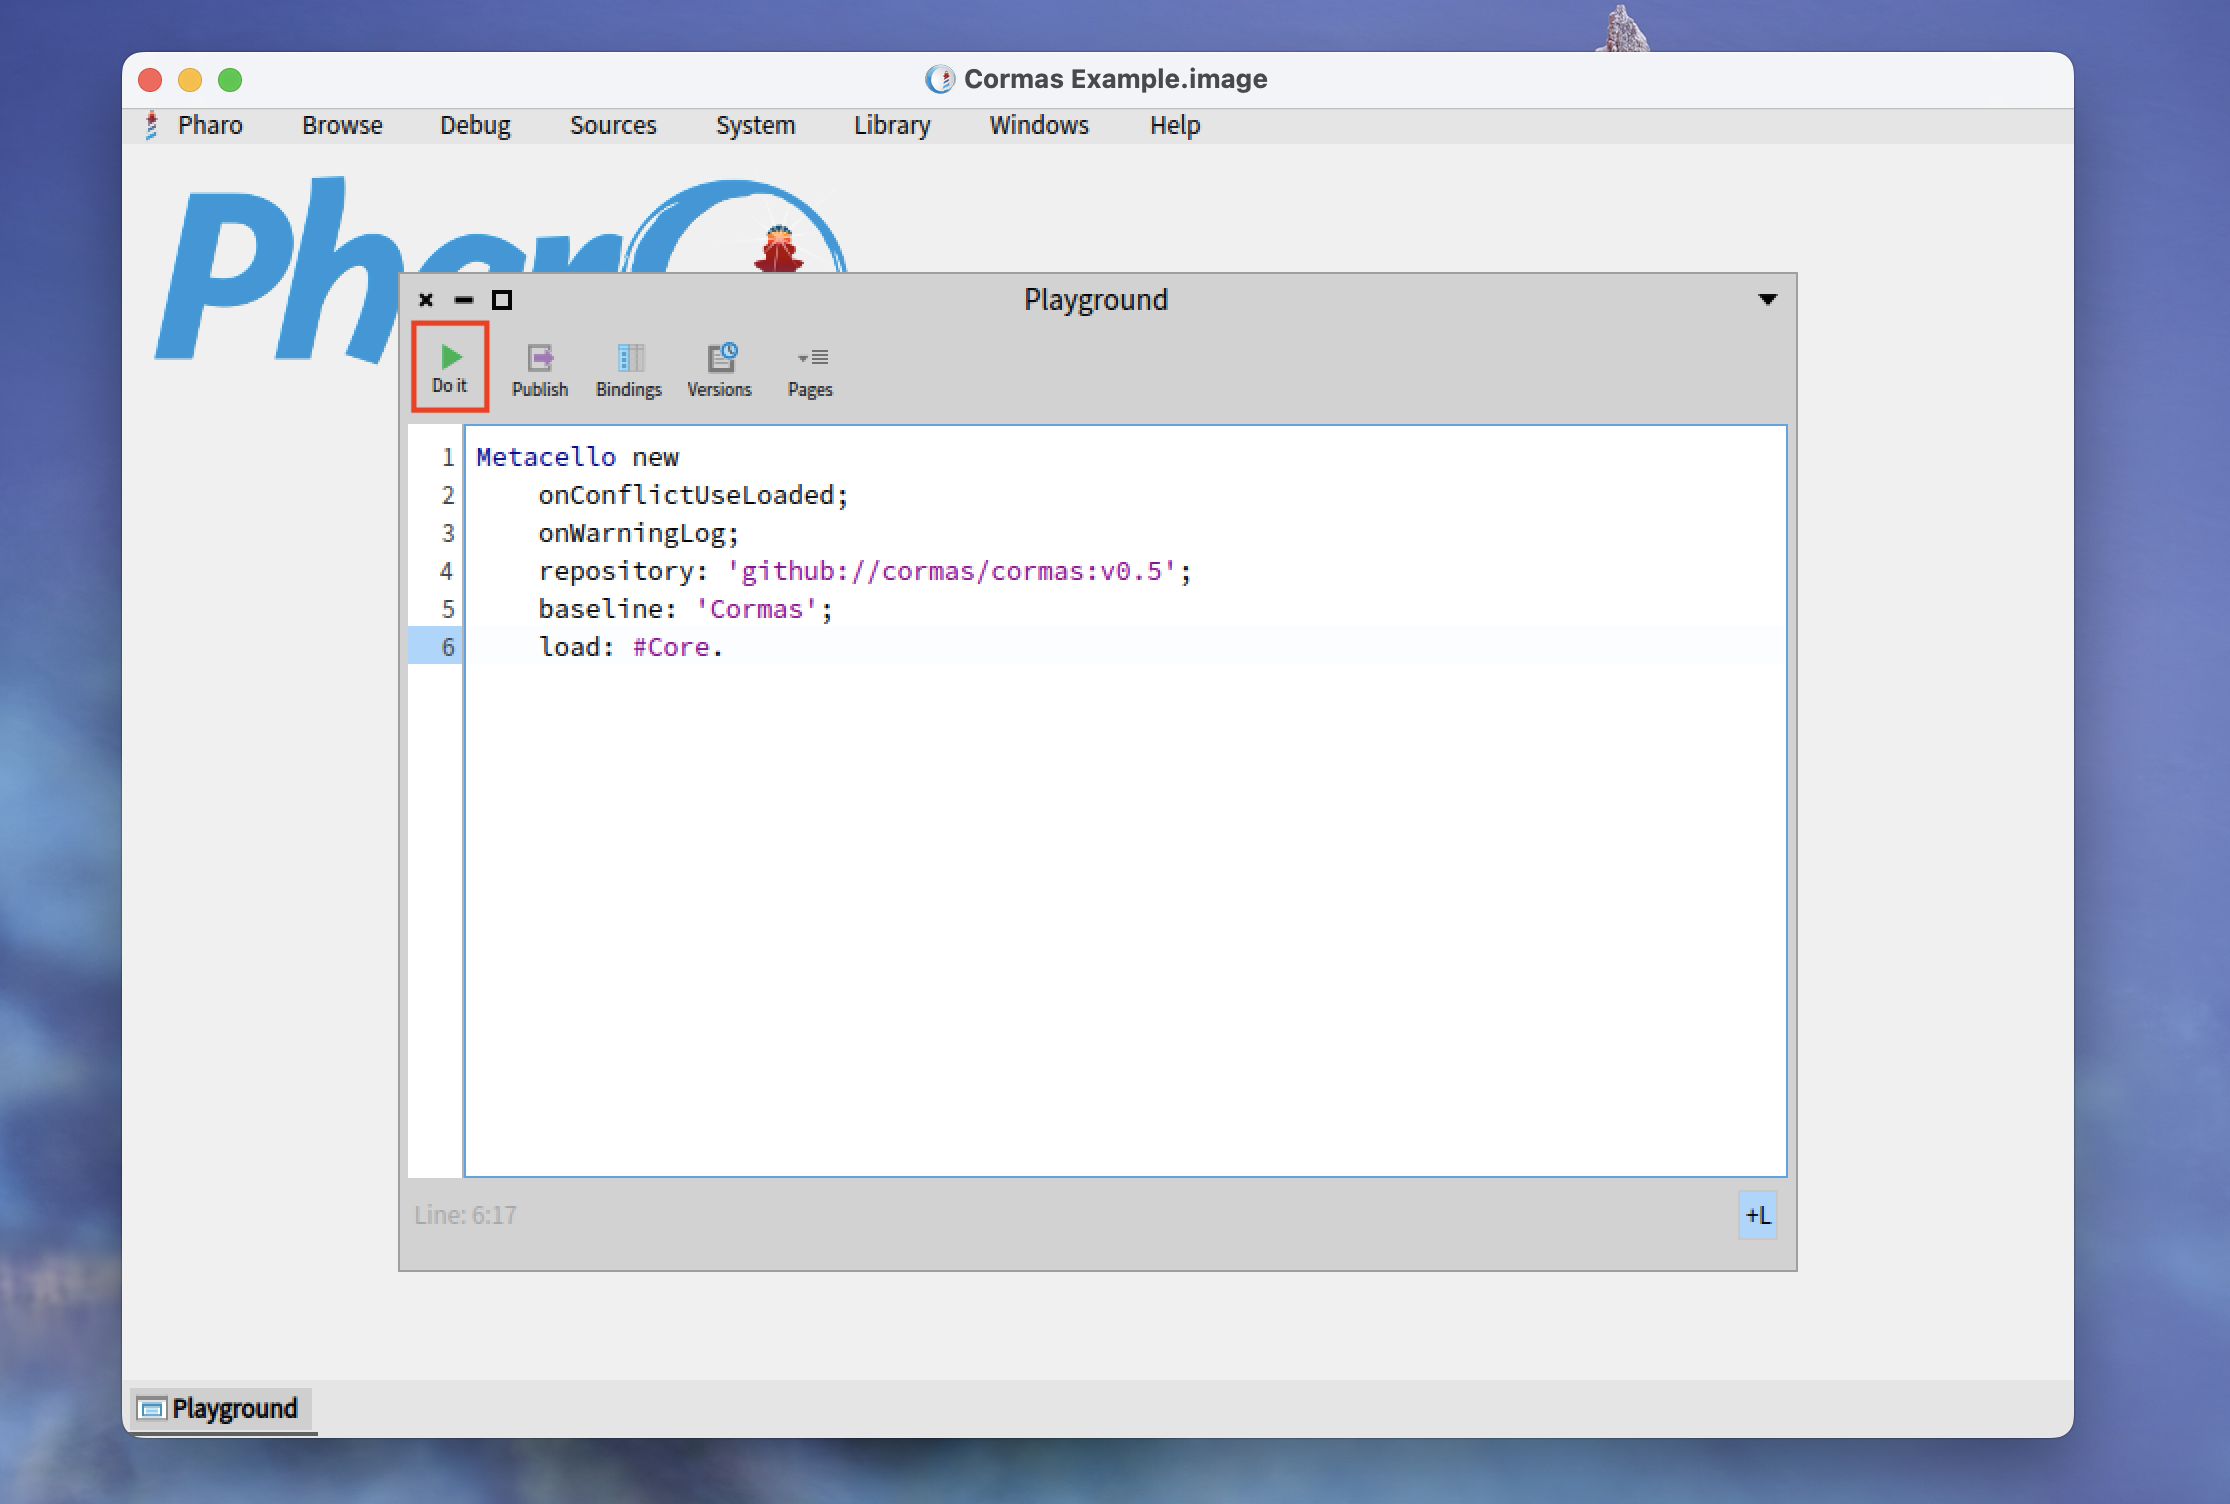 Cormas Example.image
Pharo Browse Debug Sources System Library Windows Help
Phar
Playground
Do it Publish Bindings Versions Pages
1 Metacello new
2 onConflictUseLoaded;
3 onWarningLog;
4 repository: 'github://cormas/cormas:v0.5';
5 baseline: 'Cormas';
6 load: #Core.
Line: 6:17 +L
Playground